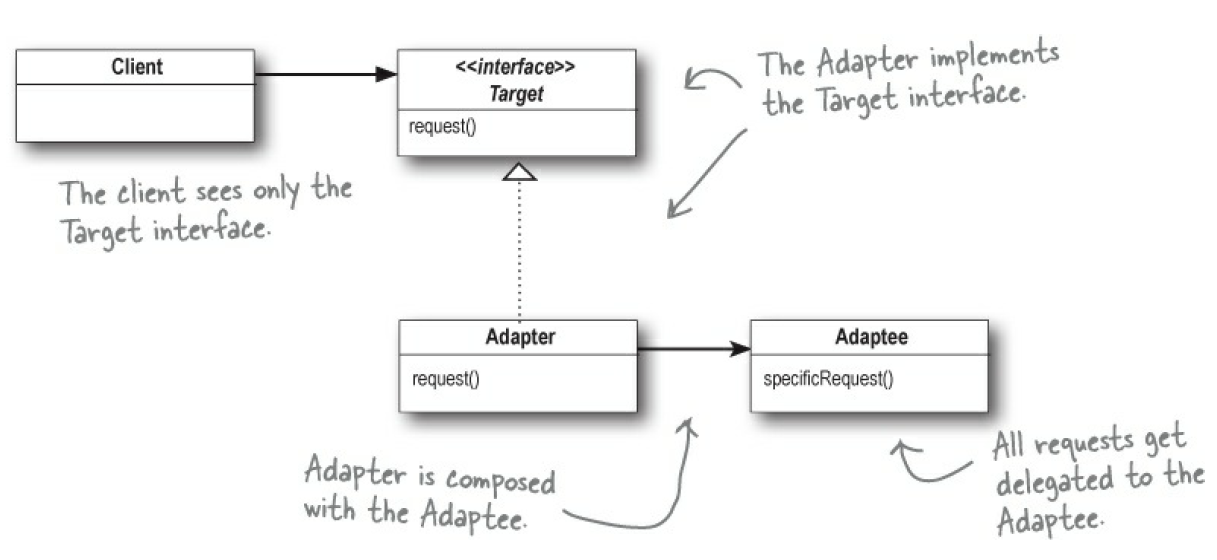 Client
<<interface>>
Target
request()
The Adapter implements
the Target interface.
The client sees only the
Target interface.
Adapter
request()
Adaptee
specificRequest()
Adapter is composed
with the Adaptee.
All requests get
delegated to the
Adaptee.